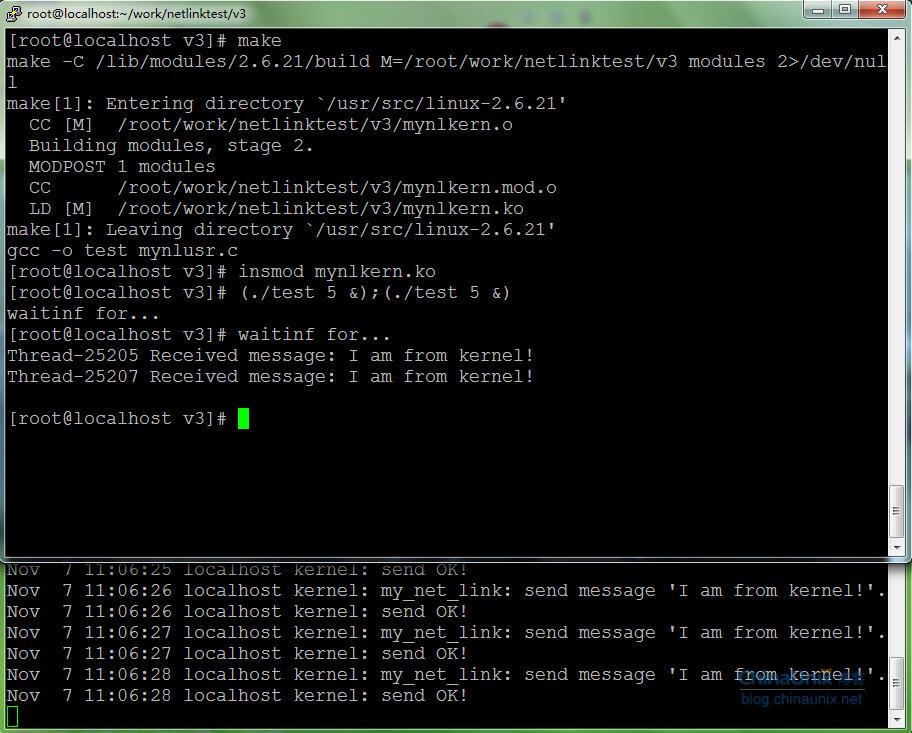 root@localhost:~/work/netlinktest/v3
[root@localhost v3]# make
make -C /lib/modules/2.6.21/build M=/root/work/netlinktest/v3 modules 2>/dev/nul
l
make[1]: Entering directory `/usr/src/linux-2.6.21'
  CC [M]  /root/work/netlinktest/v3/mynlkern.o
  Building modules, stage 2.
  MODPOST 1 modules
  CC      /root/work/netlinktest/v3/mynlkern.mod.o
  LD [M]  /root/work/netlinktest/v3/mynlkern.ko
make[1]: Leaving directory `/usr/src/linux-2.6.21'
gcc -o test mynlusr.c
[root@localhost v3]# insmod mynlkern.ko
[root@localhost v3]# (./test 5 &);(./test 5 &)
waitinf for...
[root@localhost v3]# waitinf for...
Thread-25205 Received message: I am from kernel!
Thread-25207 Received message: I am from kernel!
[root@localhost v3]#
Nov  7 11:06:25 localhost kernel: send OK!
Nov  7 11:06:26 localhost kernel: my_net_link: send message 'I am from kernel!'.
Nov  7 11:06:26 localhost kernel: send OK!
Nov  7 11:06:27 localhost kernel: my_net_link: send message 'I am from kernel!'.
Nov  7 11:06:27 localhost kernel: send OK!
Nov  7 11:06:28 localhost kernel: my_net_link: send message 'I am from kernel!'.
Nov  7 11:06:28 localhost kernel: send OK!
ChinaUnix 博客
blog.chinaunix.net